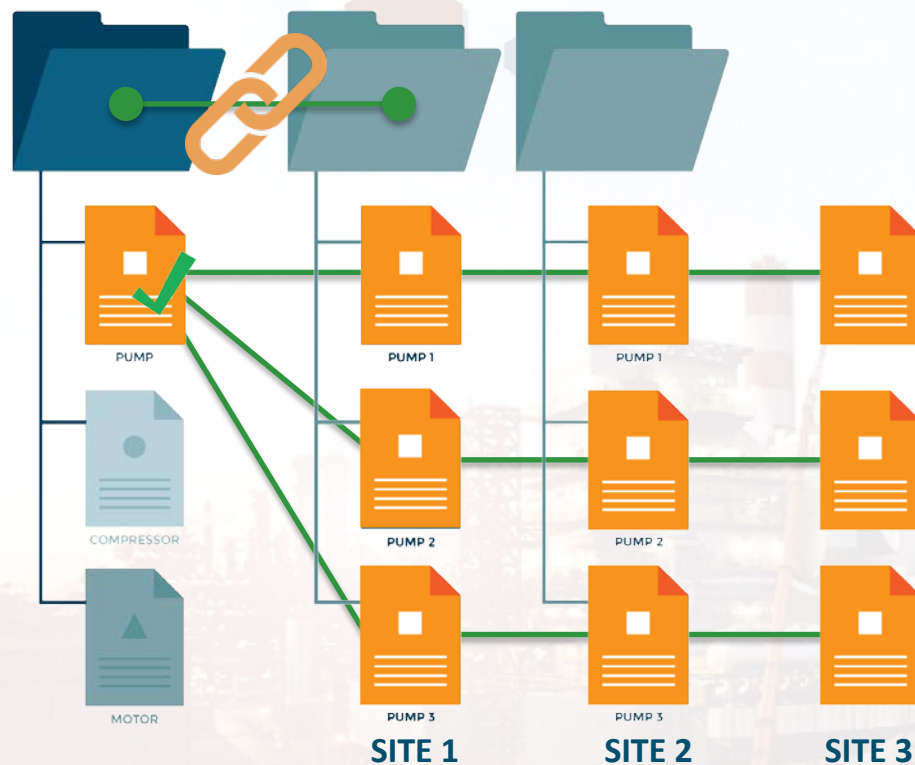 PUMP
PUMP 1
PUMP 1
COMPRESSOR
PUMP 2
PUMP 2
MOTOR
PUMP 3
PUMP 3
SITE 1
SITE 2
SITE 3